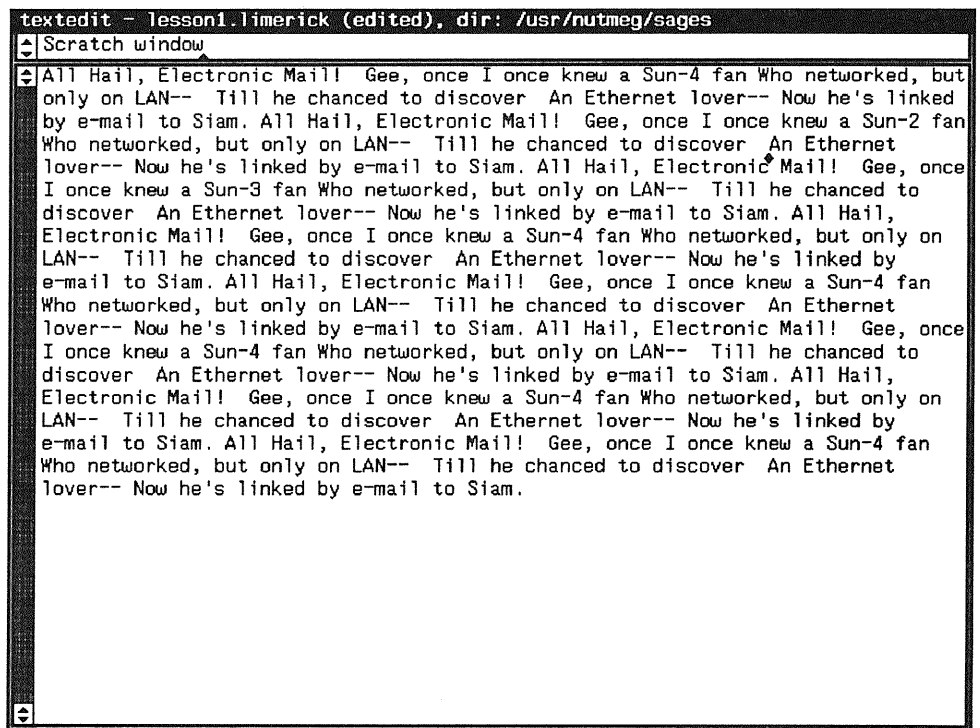 textedit - lesson1.limerick (edited), dir: /usr/nutmeg/sages
Scratch window
All Hail, Electronic Mail!  Gee, once I once knew a Sun-4 fan Who networked, but
only on LAN--  Till he chanced to discover  An Ethernet lover-- Now he's linked
by e-mail to Siam. All Hail, Electronic Mail!  Gee, once I once knew a Sun-2 fan
Who networked, but only on LAN--  Till he chanced to discover  An Ethernet
lover-- Now he's linked by e-mail to Siam. All Hail, Electronic Mail!  Gee, once
I once knew a Sun-3 fan Who networked, but only on LAN--  Till he chanced to
discover  An Ethernet lover-- Now he's linked by e-mail to Siam. All Hail,
Electronic Mail!  Gee, once I once knew a Sun-4 fan Who networked, but only on
LAN--  Till he chanced to discover  An Ethernet lover-- Now he's linked by
e-mail to Siam. All Hail, Electronic Mail!  Gee, once I once knew a Sun-4 fan
Who networked, but only on LAN--  Till he chanced to discover  An Ethernet
lover-- Now he's linked by e-mail to Siam. All Hail, Electronic Mail!  Gee, once
I once knew a Sun-4 fan Who networked, but only on LAN--  Till he chanced to
discover  An Ethernet lover-- Now he's linked by e-mail to Siam. All Hail,
Electronic Mail!  Gee, once I once knew a Sun-4 fan Who networked, but only on
LAN--  Till he chanced to discover  An Ethernet lover-- Now he's linked by
e-mail to Siam. All Hail, Electronic Mail!  Gee, once I once knew a Sun-4 fan
Who networked, but only on LAN--  Till he chanced to discover  An Ethernet
lover-- Now he's linked by e-mail to Siam.